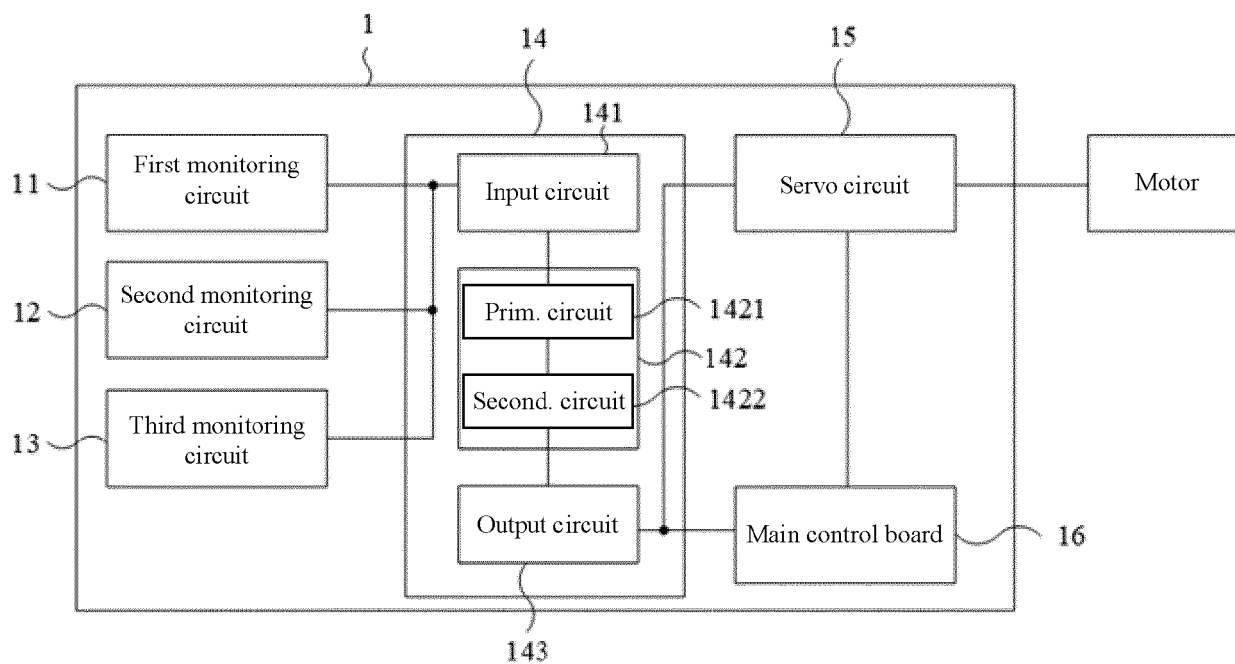 1
14
15
141
First monitoring
circuit
11
Input circuit
Servo circuit
Motor
Second monitoring
circuit
12
Prim. circuit
1421
142
Second. circuit
1422
Third monitoring
circuit
13
Output circuit
Main control board
16
143